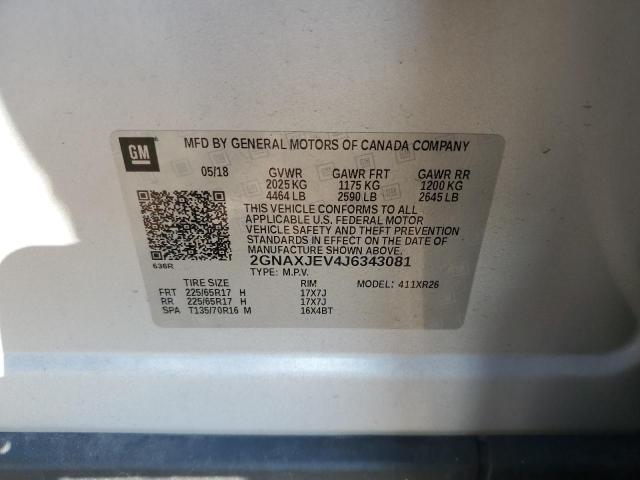 GM
MFD BY GENERAL MOTORS OF CANADA COMPANY
05/18 GVWR GAWR FRT GAWR RR
2025 KG 1175 KG 1200 KG
4464 LB 2590 LB 2645 LB
THIS VEHICLE CONFORMS TO ALL
APPLICABLE U.S. FEDERAL MOTOR
VEHICLE SAFETY AND THEFT
PREVENTION STANDARDS IN
EFFECT ON THE DATE OF
MANUFACTURE SHOWN ABOVE.
636R 2GNAXJEV4J6343081
TYPE: M.P.V.
TIRE SIZE RIM MODEL: 411XR26
FRT 225/65R17 H 17X7J
RR 225/65R17 H 17X7J
SPA T135/70R16 M 16X4BT